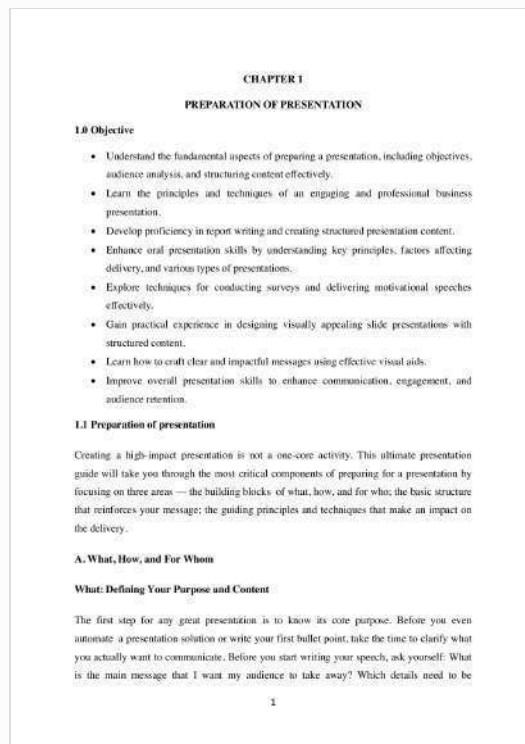 CHAPTER 1
PREPARATION OF PRESENTATION
1.0 Objective
• Understand the fundamental aspects of preparing a presentation, including objectives,
audience analysis, and structuring content effectively.
• Learn the principles and techniques of an engaging and professional business
presentation.
• Develop proficiency in report writing and creating structured presentation content.
• Enhance oral presentation skills by understanding key principles, factors affecting
delivery, and various types of presentations.
• Explore techniques for conducting surveys and delivering motivational speeches
effectively.
• Gain practical experience in designing visually appealing slide presentations with
structured content.
• Learn how to craft clear and impactful messages using effective visual aids.
• Improve overall presentation skills to enhance communication, engagement, and
audience retention.
1.1 Preparation of presentation
Creating a high-impact presentation is not a one-core activity. This ultimate presentation
guide will take you through the most critical components of preparing for a presentation by
focusing on three areas — the building blocks of what, how, and for who; the basic structure
that reinforces your message; the guiding principles and techniques that make an impact on
the delivery.
A. What, How, and For Whom
What: Defining Your Purpose and Content
The first step for any great presentation is to know its core purpose. Before you even
automate a presentation solution or write your first bullet point, take the time to clarify what
you actually want to communicate. Before you start writing your speech, ask yourself: What
is the main message that I want my audience to take away? Which details need to be
1